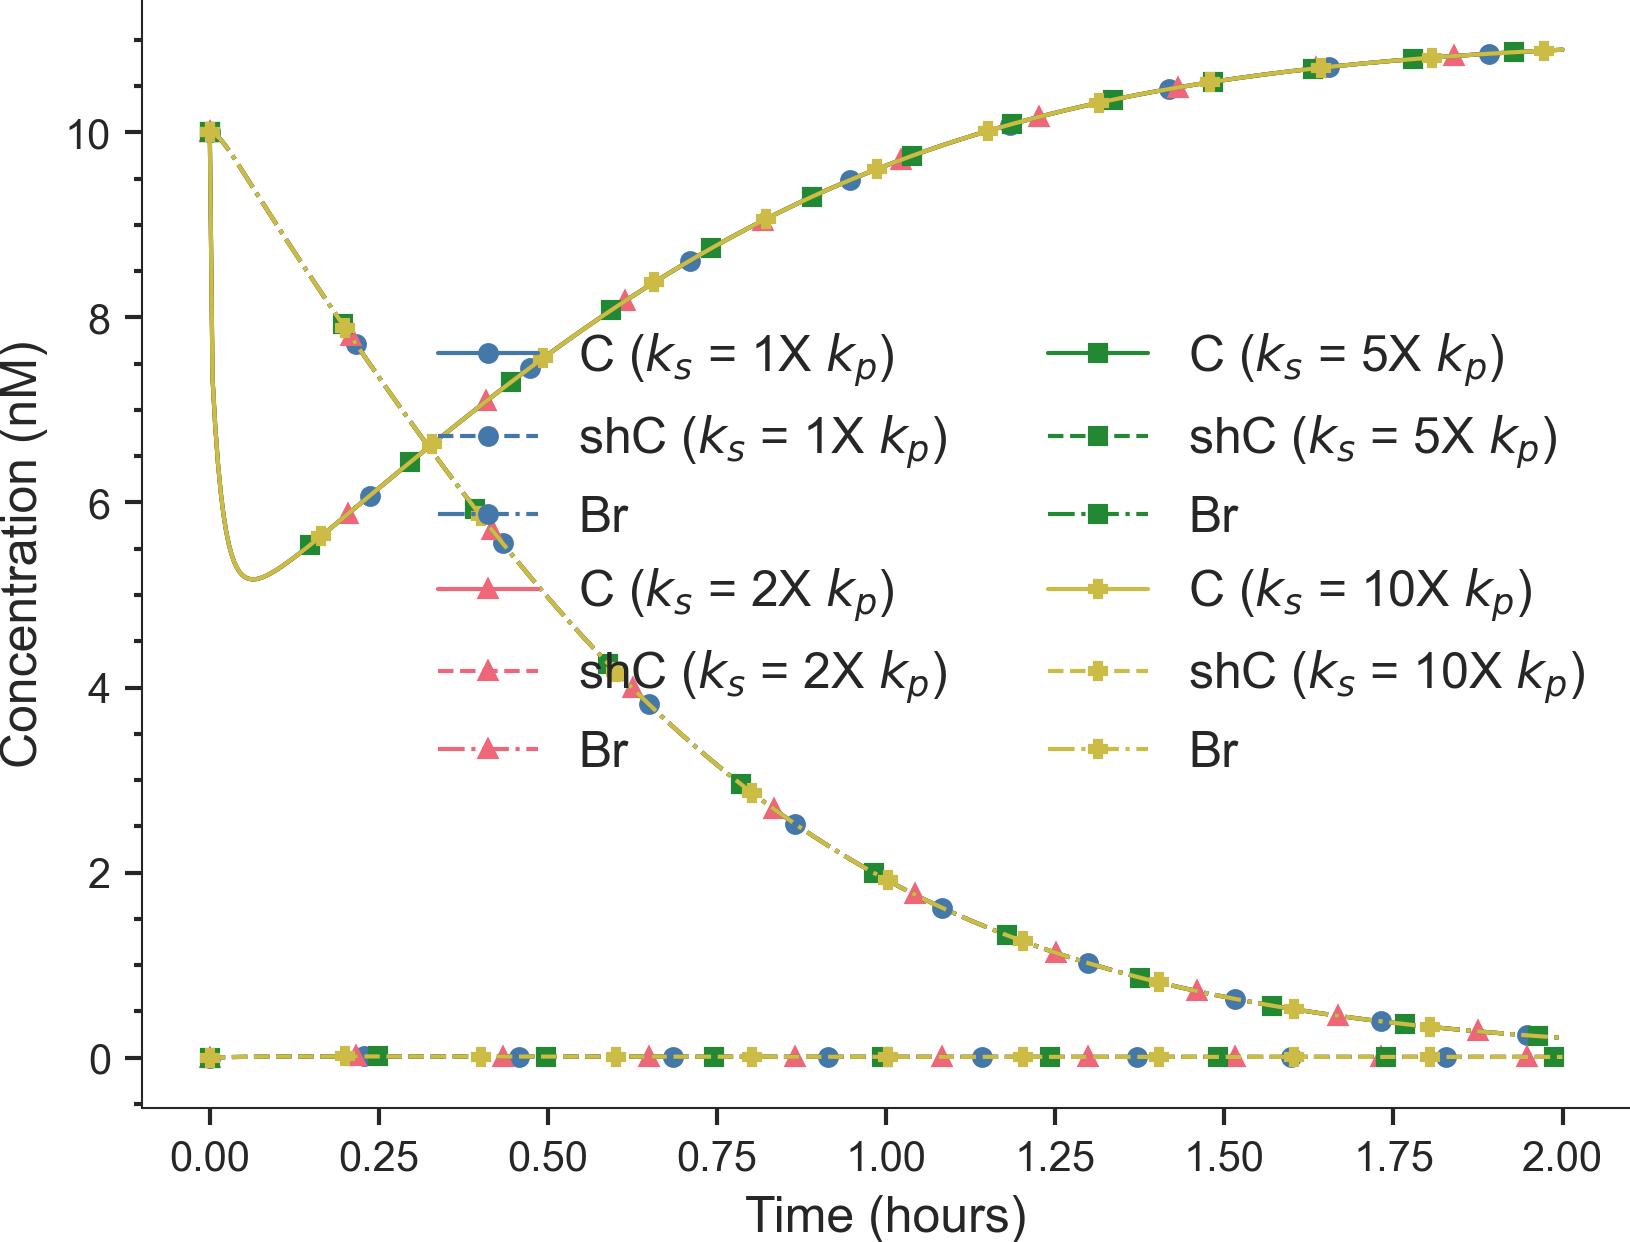 Concentration (nM)
10
8
6
4
2
0
C (ks = 1X kp)
shC (ks = 1X kp)
Br
C (ks = 2X kp)
shC (ks = 2X kp)
Br
C (ks = 5X kp)
shC (ks = 5X kp)
Br
C (ks = 10X kp)
shC (ks = 10X kp)
Br
0.00 0.25 0.50 0.75 1.00 1.25 1.50 1.75 2.00
Time (hours)